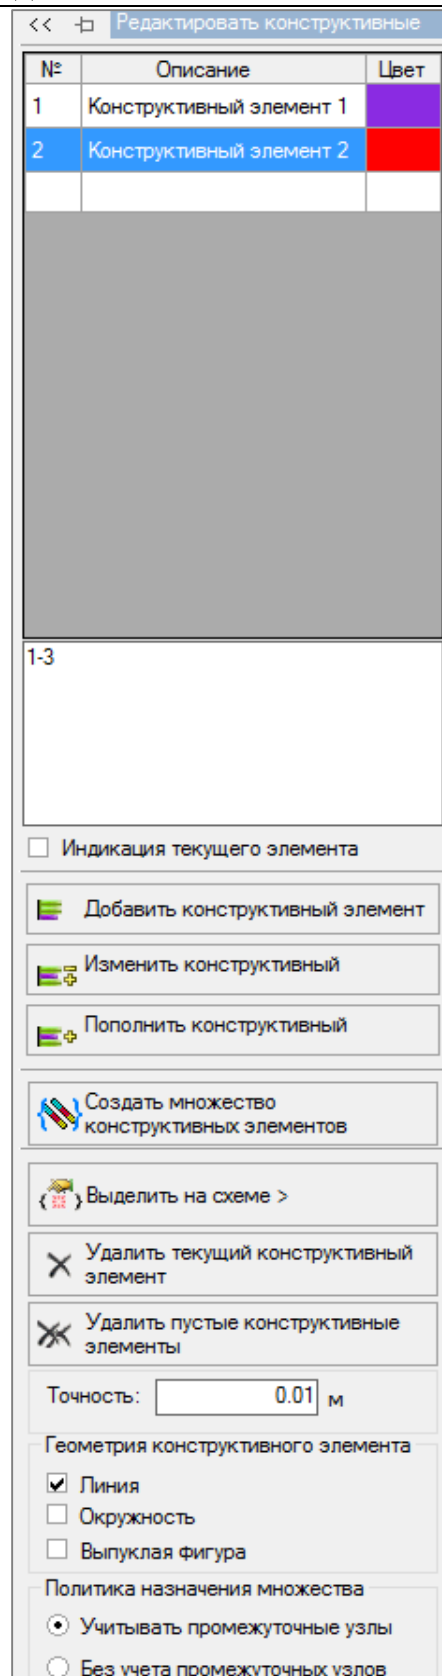 << Редактировать конструктивные
№ Описание Цвет
1 Конструктивный элемент 1
2 Конструктивный элемент 2
1-3
Индикация текущего элемента
Добавить конструктивный элемент
Изменить конструктивный
Пополнить конструктивный
Создать множество
конструктивных элементов
Выделить на схеме >
Удалить текущий конструктивный
элемент
Удалить пустые конструктивные
элементы
Точность: 0.01 м
Геометрия конструктивного элемента
Линия
Окружность
Выпуклая фигура
Политика назначения множества
Учитывать промежуточные узлы
Без учета промежуточных узлов